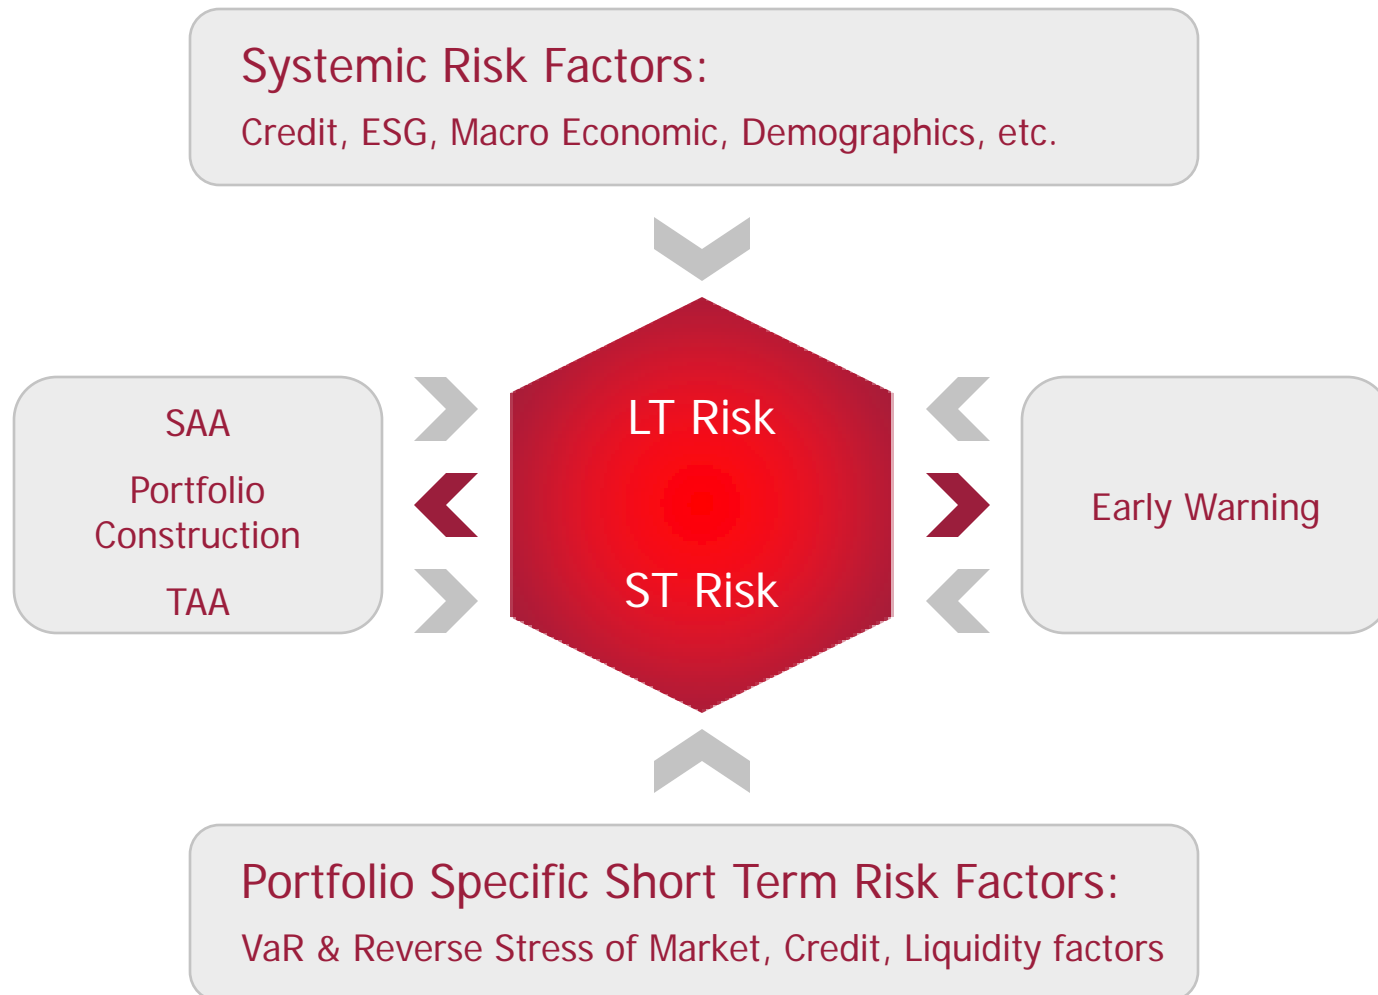 Systemic Risk Factors:
Credit, ESG, Macro Economic, Demographics, etc.
SAA
Portfolio
Construction
TAA
LT Risk
ST Risk
Early Warning
Portfolio Specific Short Term Risk Factors:
VaR & Reverse Stress of Market, Credit, Liquidity factors